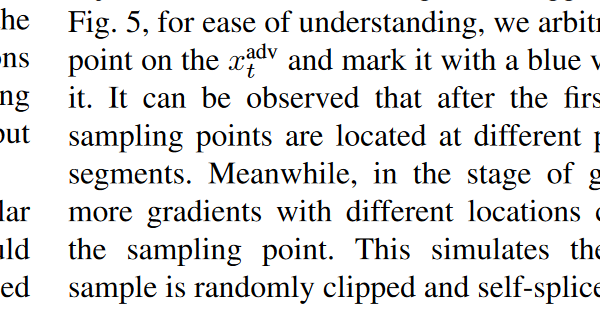 he
ons
ng
out
lar
uld
ed
Fig. 5, for ease of understanding, we arbitr
point on the $x_t^{\text{adv}}$ and mark it with a blue v
it. It can be observed that after the firs
sampling points are located at different p
segments. Meanwhile, in the stage of g
more gradients with different locations c
the sampling point. This simulates the
sample is randomly clipped and self-splice